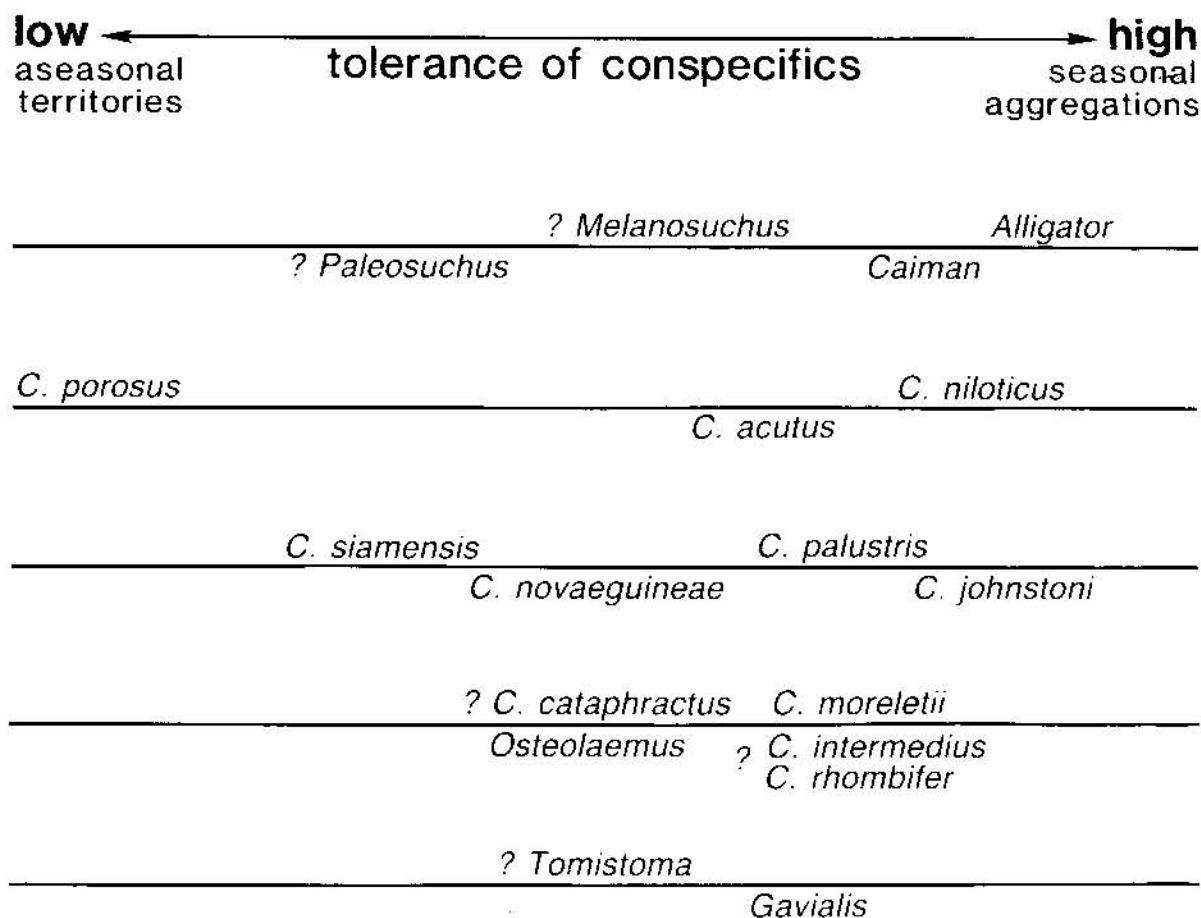 low high
aseasonal tolerance of conspecifics seasonal
territories aggregations
? Melanosuchus Alligator
? Paleosuchus Caiman
C. porosus C. niloticus
C. acutus
C. siamensis C. palustris
C. novaeguineae C. johnstoni
? C. cataphractus C. moreletii
Osteolaemus ? C. intermedius
C. rhombifer
? Tomistoma
Gavialis